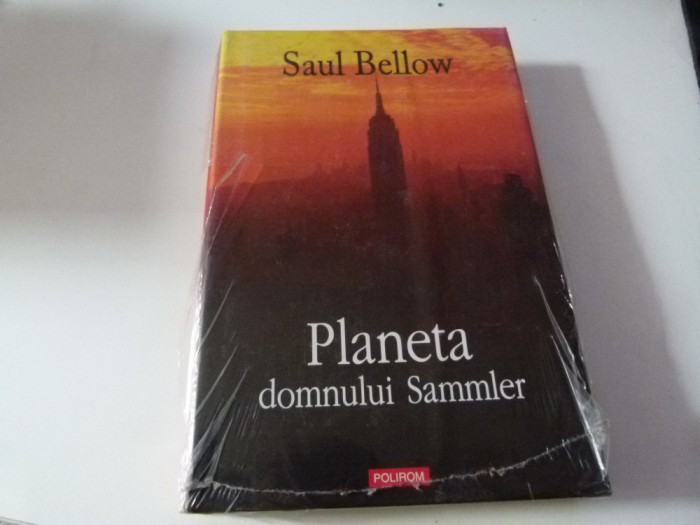 Saul Bellow
Planeta
domnului Sammler
POLIROM